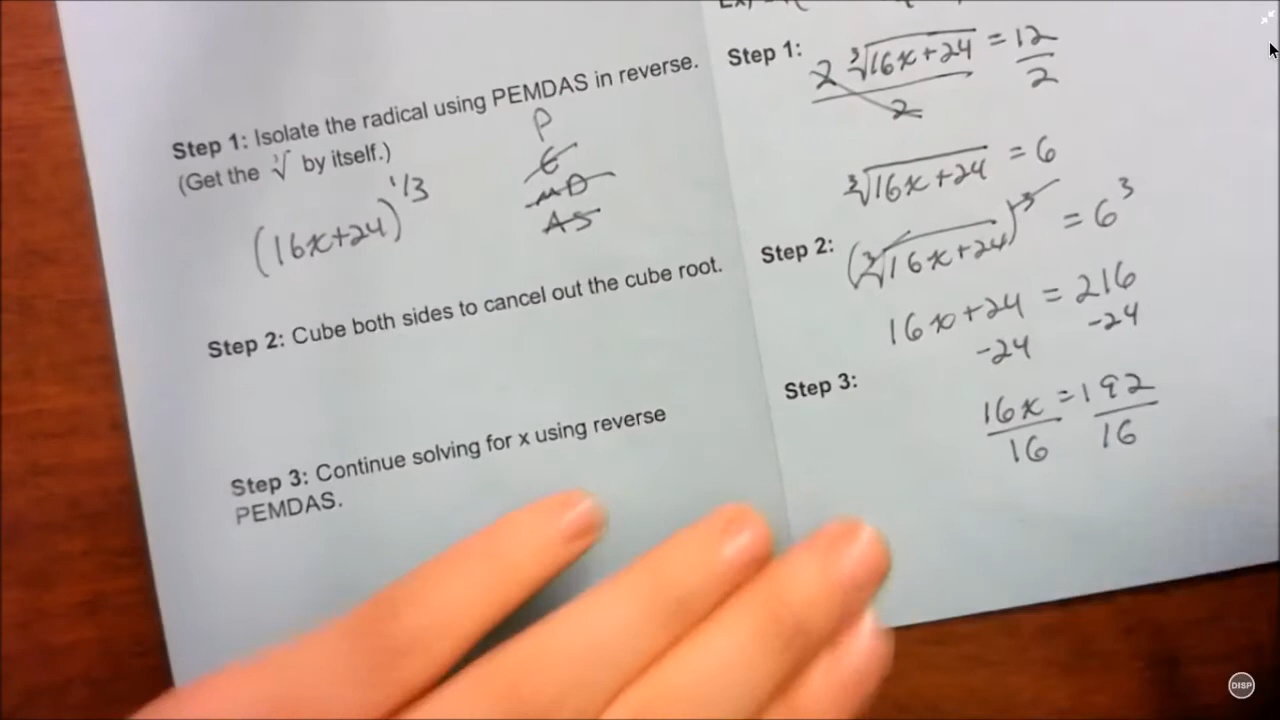 Step 1: Isolate the radical using PEMDAS in reverse.
(Get the ∛ by itself.)
P
E
MD
AS
(16x+24)^1/3
Step 2: Cube both sides to cancel out the cube root.
Step 3: Continue solving for x using reverse
PEMDAS.
Step 1:
2 ∛16x+24 = 12
2 2
∛16x+24 = 6
Step 2: (∛16x+24)^3 = 6^3
16x+24 = 216
-24 -24
Step 3:
16x = 192
16 16
DISP